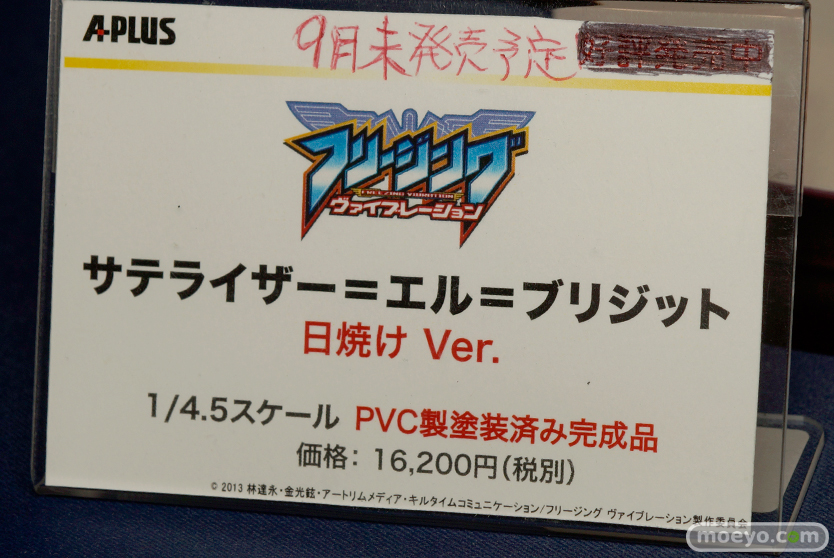 A+PLUS
9月末発売予定 好評発売中
フリージング
FREEZING VIBRATION
ヴァイブレーション
サテライザー＝エル＝ブリジット
日焼け Ver.
1/4.5スケール PVC製塗装済み完成品
価格: 16,200円(税別)
© 2013 林達永・金光鉉・アートリムメディア・キルタイムコミュニケーション/フリージング ヴァイブレーション製作委員会
moeyo.com